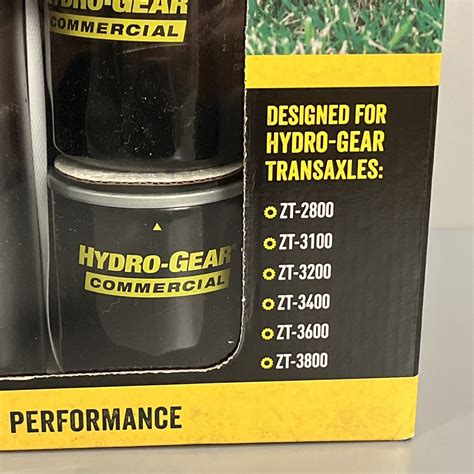 HYDRO-GEAR
COMMERCIAL
DESIGNED FOR
HYDRO-GEAR
TRANSAXLES:
ZT-2800
ZT-3100
ZT-3200
ZT-3400
ZT-3600
ZT-3800
HYDRO-GEAR®
COMMERCIAL
PERFORMANCE